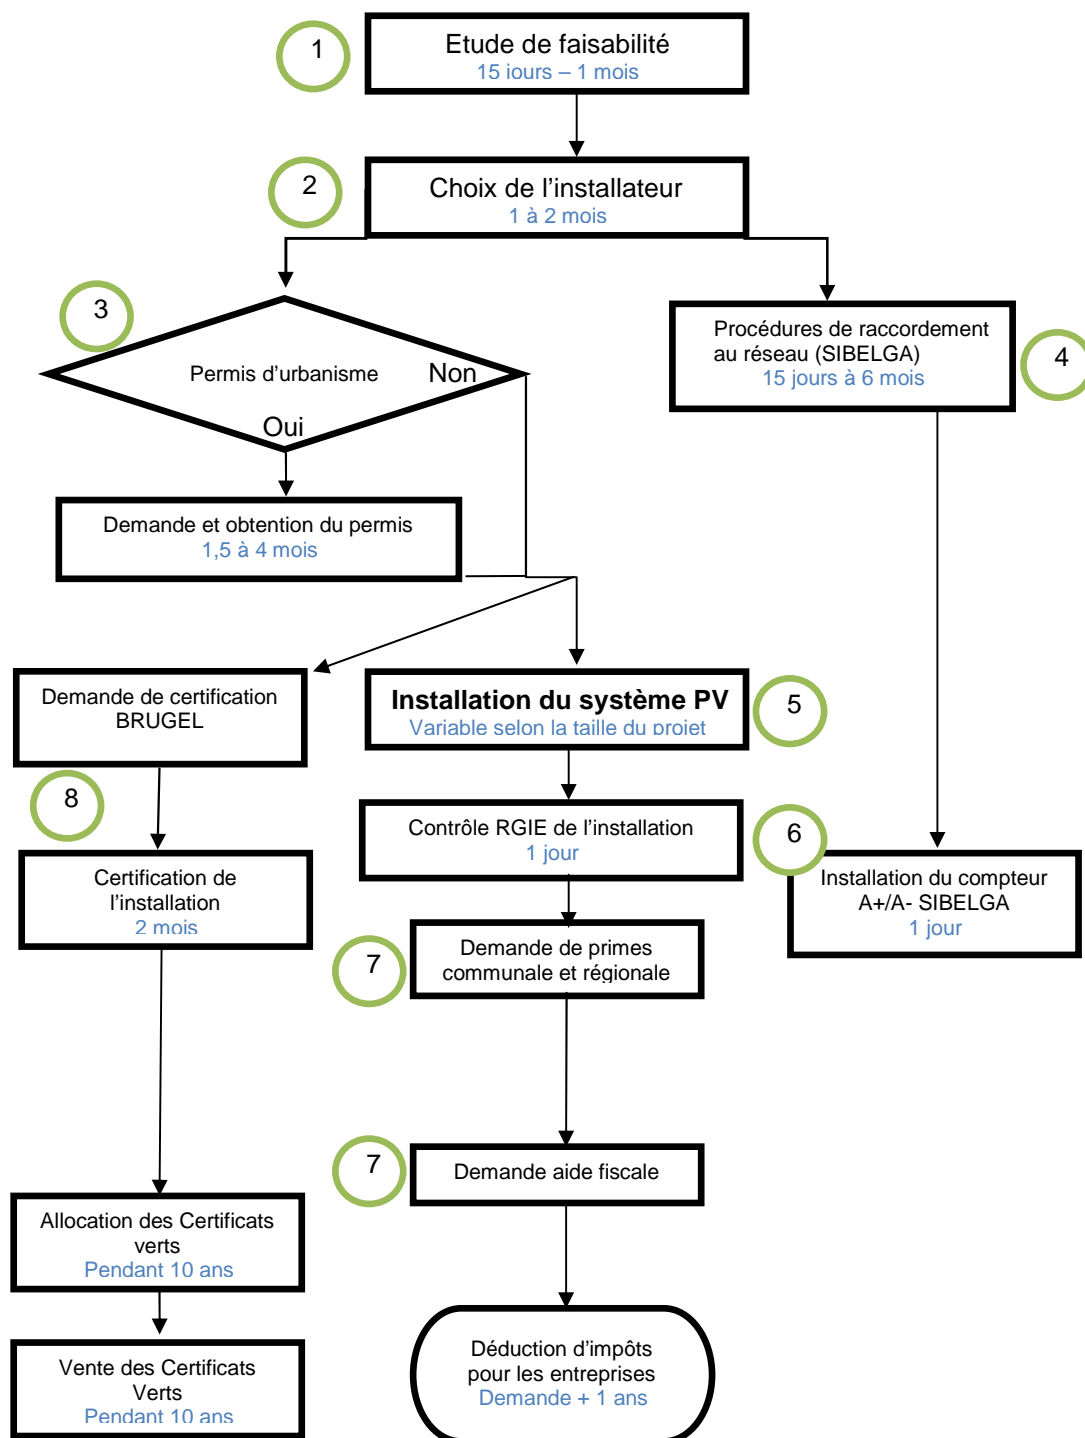 1
Etude de faisabilité
15 jours – 1 mois
2
Choix de l'installateur
1 à 2 mois
3
Permis d'urbanisme
Non
Oui
Procédures de raccordement
au réseau (SIBELGA)
15 jours à 6 mois
4
Demande et obtention du permis
1,5 à 4 mois
Demande de certification
BRUGEL
Installation du système PV
Variable selon la taille du projet
5
8
Contrôle RGIE de l'installation
1 jour
6
Certification de
l'installation
2 mois
Installation du compteur
A+/A- SIBELGA
1 jour
7
Demande de primes
communale et régionale
7
Demande aide fiscale
Allocation des Certificats
verts
Pendant 10 ans
Vente des Certificats
Verts
Pendant 10 ans
Déduction d'impôts
pour les entreprises
Demande + 1 ans